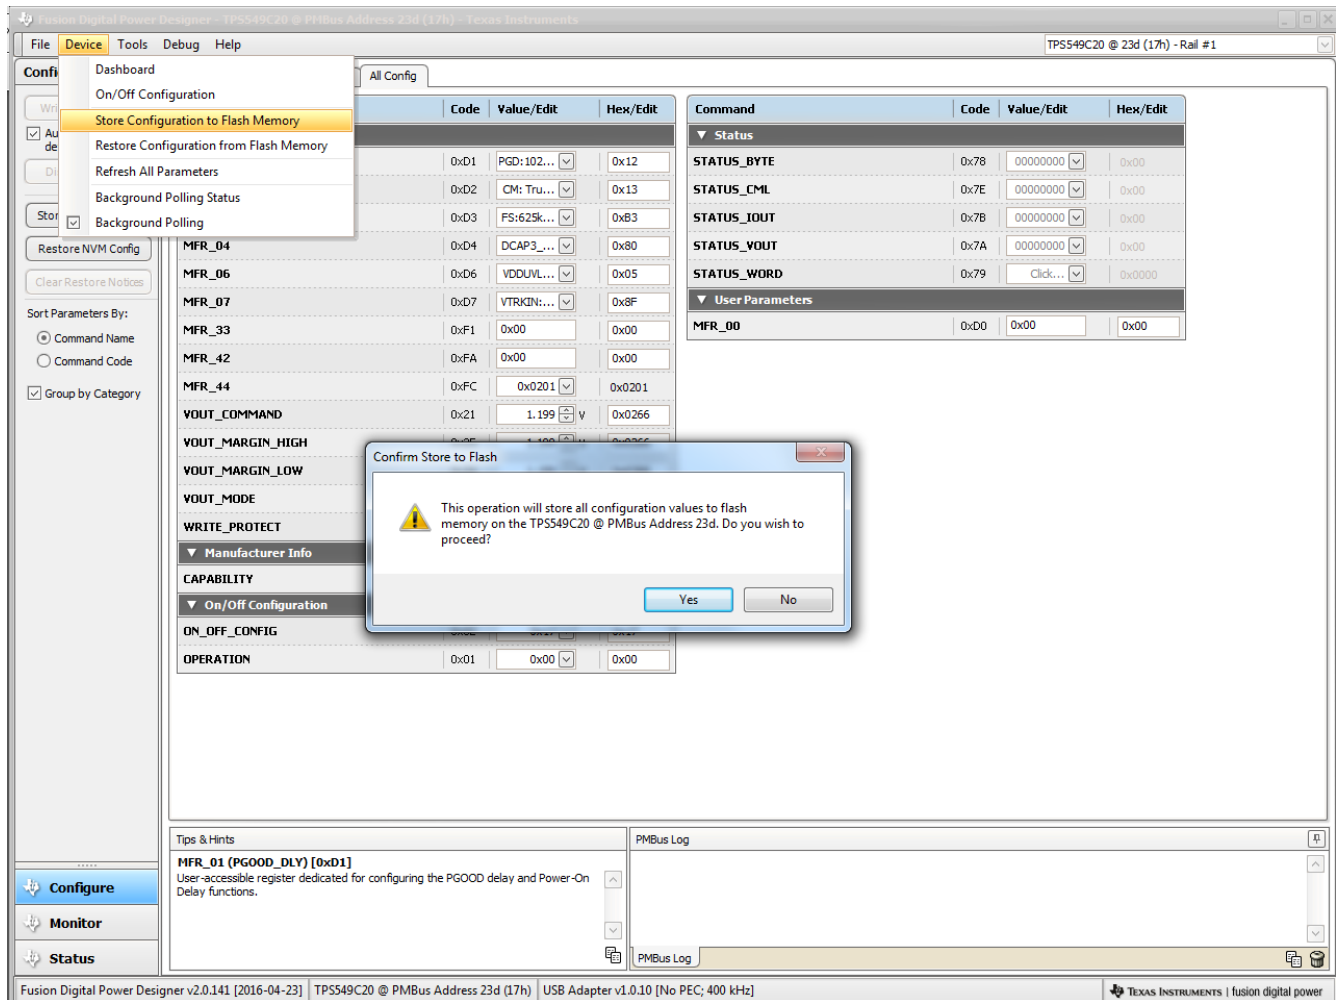 Fusion Digital Power Designer - TPS549C20 @ PMBus Address 23d (17h) - Texas Instruments
File Device Tools Debug Help
TPS549C20 @ 23d (17h) - Rail #1
Confi
Dashboard
On/Off Configuration
Store Configuration to Flash Memory
Restore Configuration from Flash Memory
Refresh All Parameters
Background Polling Status
Background Polling
All Config
Wri
Au
de
Di
Stor
Restore NVM Config
Clear Restore Notices
Sort Parameters By:
Command Name
Command Code
Group by Category
Code Value/Edit Hex/Edit
0xD1 PGD:102... 0x12
0xD2 CM: Tru... 0x13
0xD3 FS:625k... 0xB3
MFR_04 0xD4 DCAP3_... 0x80
MFR_06 0xD6 VDDUVL... 0x05
MFR_07 0xD7 VTRKIN:... 0x8F
MFR_33 0xF1 0x00 0x00
MFR_42 0xFA 0x00 0x00
MFR_44 0xFC 0x0201 0x0201
VOUT_COMMAND 0x21 1.199 V 0x0266
VOUT_MARGIN_HIGH
VOUT_MARGIN_LOW
VOUT_MODE
WRITE_PROTECT
Manufacturer Info
CAPABILITY
On/Off Configuration
ON_OFF_CONFIG
OPERATION 0x01 0x00 0x00
Command Code Value/Edit Hex/Edit
Status
STATUS_BYTE 0x78 00000000 0x00
STATUS_CML 0x7E 00000000 0x00
STATUS_IOUT 0x7B 00000000 0x00
STATUS_VOUT 0x7A 00000000 0x00
STATUS_WORD 0x79 Click... 0x0000
User Parameters
MFR_00 0xD0 0x00 0x00
Confirm Store to Flash
This operation will store all configuration values to flash
memory on the TPS549C20 @ PMBus Address 23d. Do you wish to
proceed?
Yes No
Configure
Monitor
Status
Tips & Hints
MFR_01 (PGOOD_DLY) [0xD1]
User-accessible register dedicated for configuring the PGOOD delay and Power-On
Delay functions.
PMBus Log
PMBus Log
Fusion Digital Power Designer v2.0.141 [2016-04-23] TPS549C20 @ PMBus Address 23d (17h) USB Adapter v1.0.10 [No PEC; 400 kHz]
TEXAS INSTRUMENTS | fusion digital power